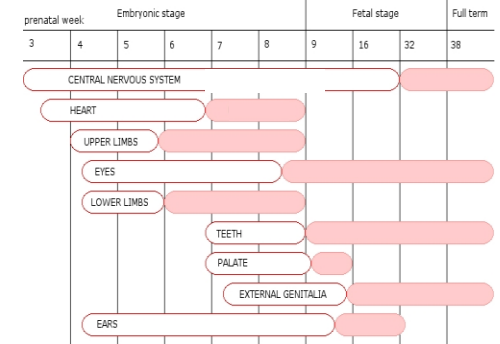 prenatal week
Embryonic stage
Fetal stage
Full term
3 4 5 6 7 8 9 16 32 38
CENTRAL NERVOUS SYSTEM
HEART
UPPER LIMBS
EYES
LOWER LIMBS
TEETH
PALATE
EXTERNAL GENITALIA
EARS